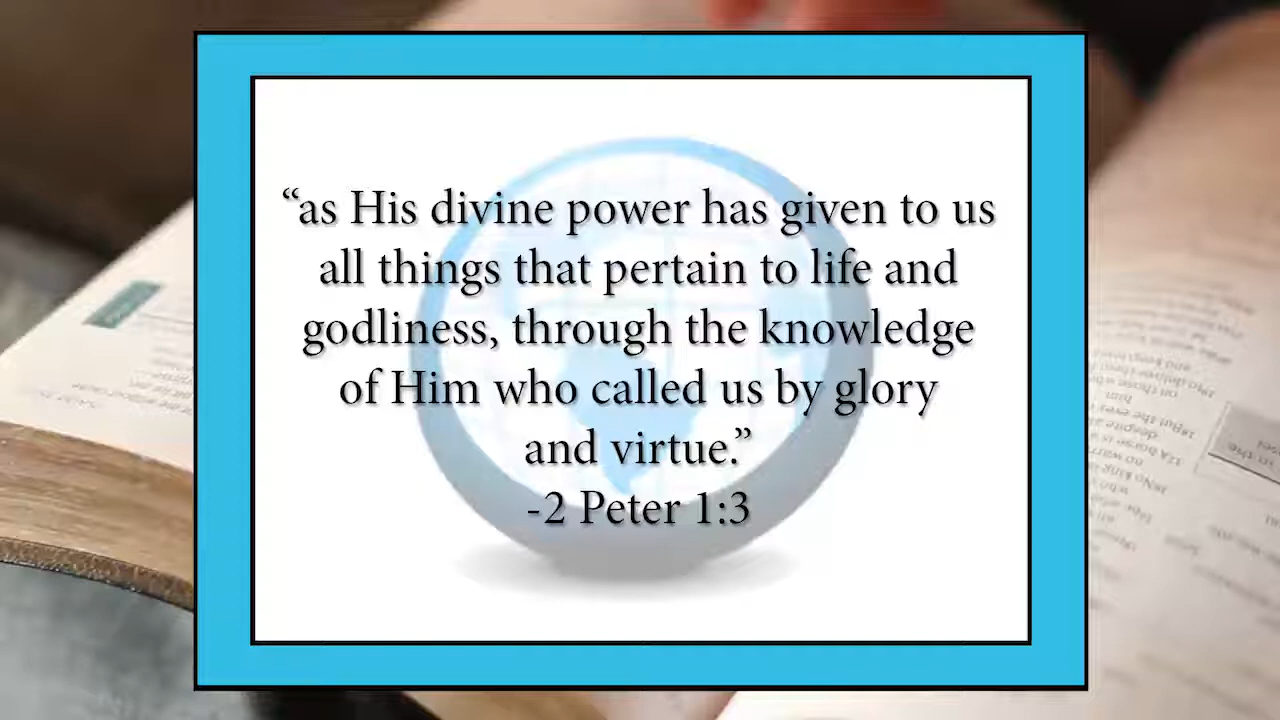 “as His divine power has given to us
all things that pertain to life and
godliness, through the knowledge
of Him who called us by glory
and virtue.”
-2 Peter 1:3